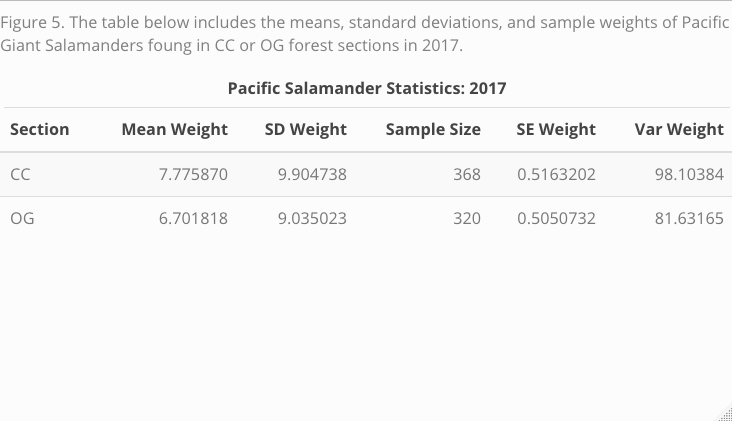 Figure 5. The table below includes the means, standard deviations, and sample weights of Pacific
Giant Salamanders foung in CC or OG forest sections in 2017.
Pacific Salamander Statistics: 2017
Section Mean Weight SD Weight Sample Size SE Weight Var Weight
CC 7.775870 9.904738 368 0.5163202 98.10384
OG 6.701818 9.035023 320 0.5050732 81.63165